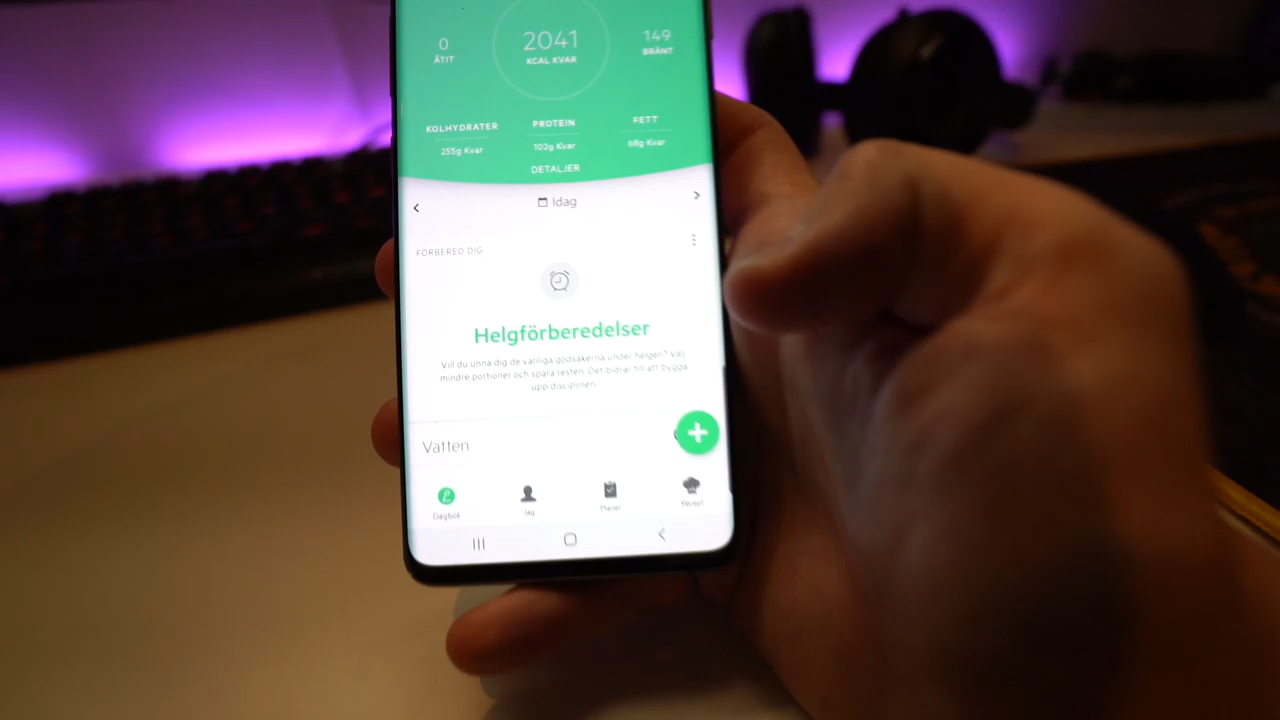 0
ÄTIT
2041
KCAL KVAR
149
BRÄNT
KOLHYDRATER
255g Kvar
PROTEIN
102g Kvar
FETT
68g Kvar
DETALJER
Idag
FÖRBERED DIG
Helgförberedelser
Vill du unna dig de vanliga godsakerna under helgen? Välj
mindre portioner och spara resten. Det bidrar till att bygga
upp disciplinen.
Vatten
Dagbok
Jag
Planer
Recept